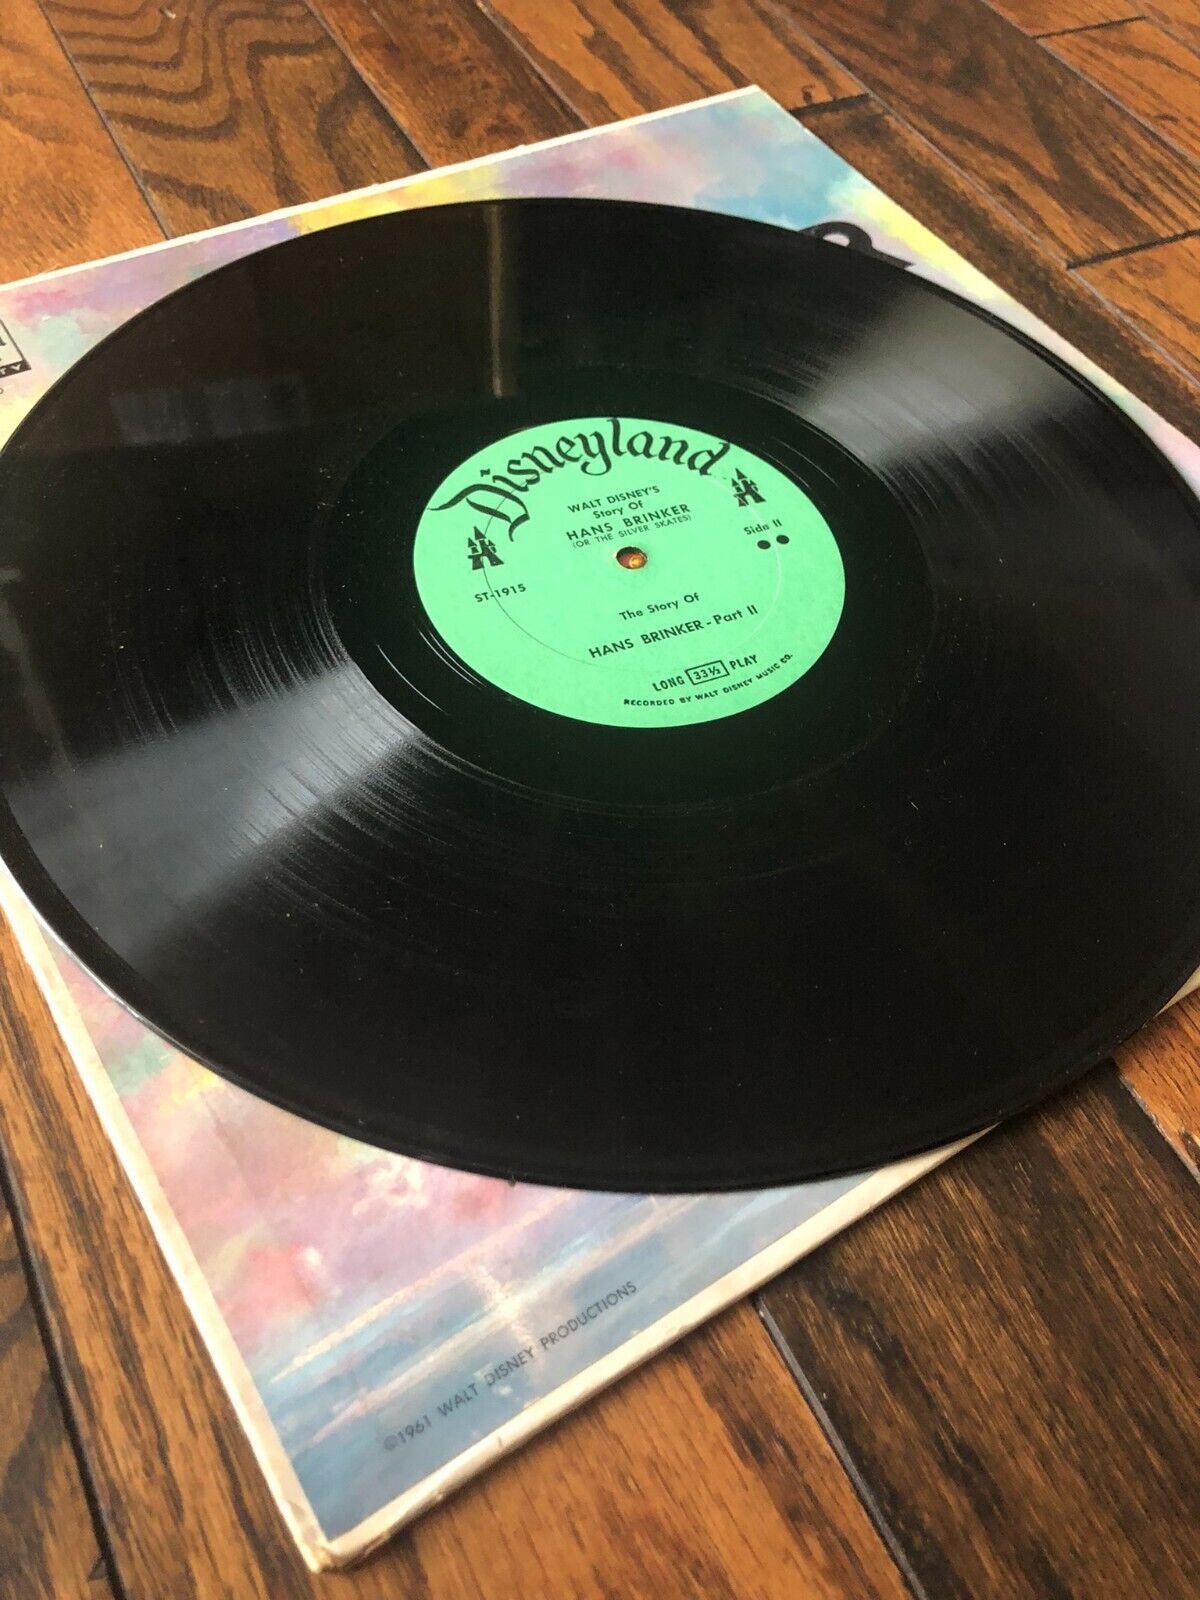 Disneyland
WALT DISNEY'S
Story Of
HANS BRINKER
(OR THE SILVER SKATES)
Side II
ST-1915
The Story Of
HANS BRINKER - Part II
LONG 33⅓ PLAY
RECORDED BY WALT DISNEY MUSIC CO.
©1961 WALT DISNEY PRODUCTIONS